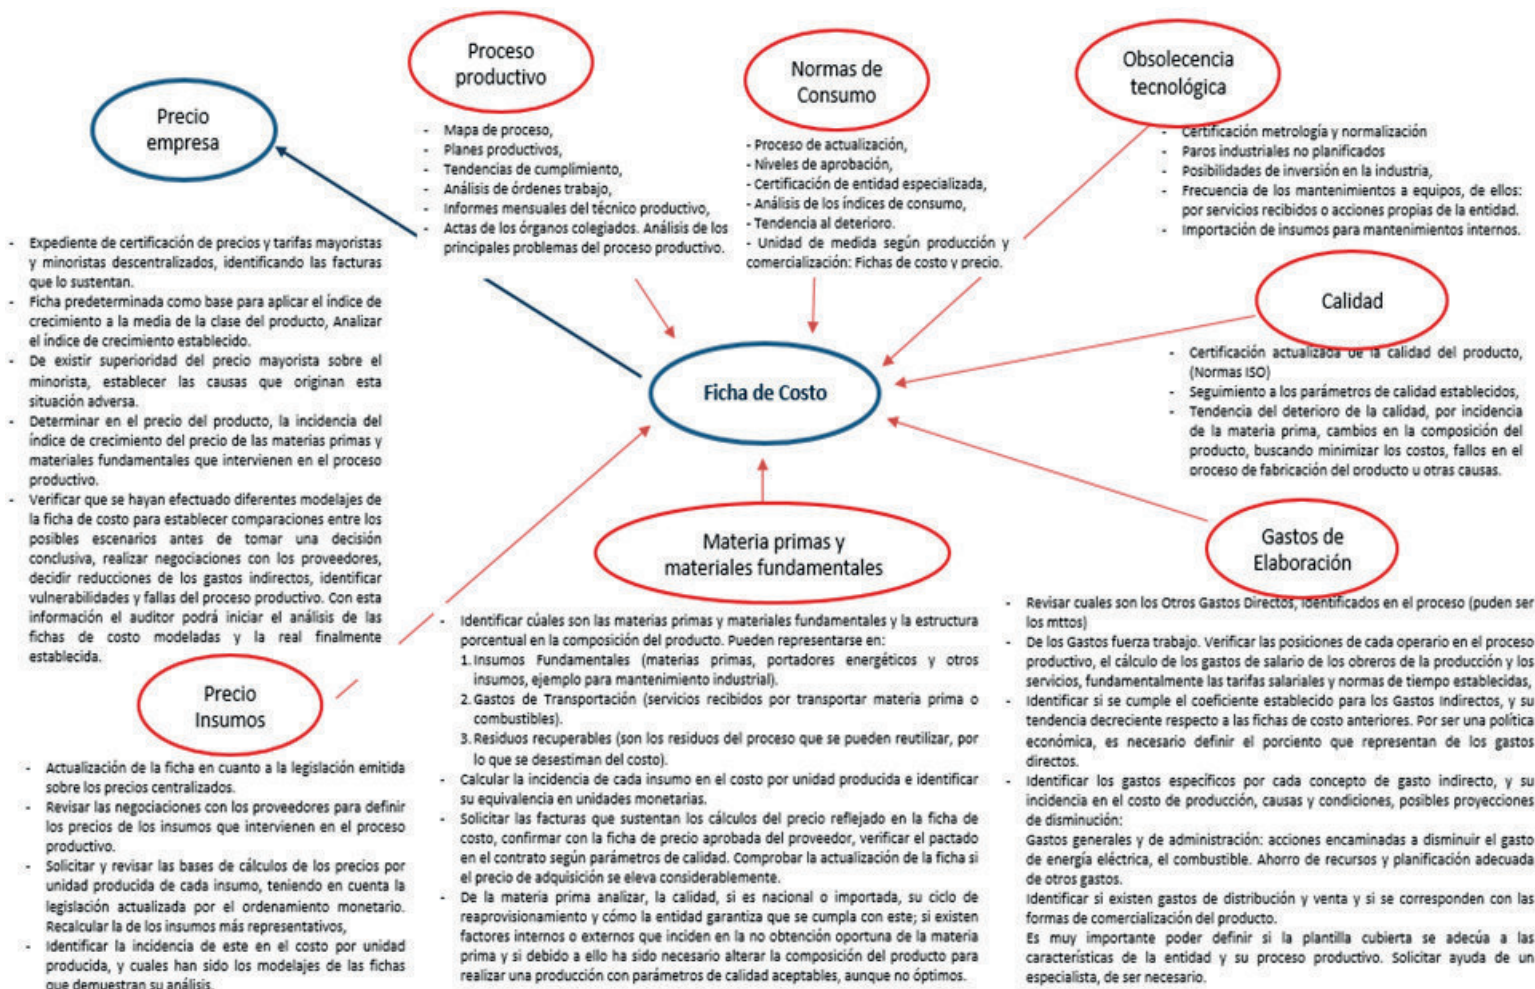 Proceso
productivo
- Mapa de proceso,
- Planes productivos,
- Tendencias de cumplimiento,
- Análisis de órdenes trabajo,
- Informes mensuales del técnico productivo,
- Actas de los órganos colegiados. Análisis de los
principales problemas del proceso productivo.
Normas de
Consumo
- Proceso de actualización,
- Niveles de aprobación,
- Certificación de entidad especializada,
- Análisis de los índices de consumo,
- Tendencia al deterioro.
- Unidad de medida según producción y
comercialización: Fichas de costo y precio.
Obsolecencia
tecnológica
- Certificación metrología y normalización
- Paros industriales no planificados
- Posibilidades de inversión en la industria,
- Frecuencia de los mantenimientos a equipos, de ellos:
por servicios recibidos o acciones propias de la entidad.
- Importación de insumos para mantenimientos internos.
Precio
empresa
- Expediente de certificación de precios y tarifas mayoristas
y minoristas descentralizados, identificando las facturas
que lo sustentan.
- Ficha predeterminada como base para aplicar el índice de
crecimiento a la media de la clase del producto, Analizar
el índice de crecimiento establecido.
- De existir superioridad del precio mayorista sobre el
minorista, establecer las causas que originan esta
situación adversa.
- Determinar en el precio del producto, la incidencia del
índice de crecimiento del precio de las materias primas y
materiales fundamentales que intervienen en el proceso
productivo.
- Verificar que se hayan efectuado diferentes modelajes de
la ficha de costo para establecer comparaciones entre los
posibles escenarios antes de tomar una decisión
conclusiva, realizar negociaciones con los proveedores,
decidir reducciones de los gastos indirectos, identificar
vulnerabilidades y fallas del proceso productivo. Con esta
información el auditor podrá iniciar el análisis de las
fichas de costo modeladas y la real finalmente
establecida.
Ficha de Costo
Calidad
- Certificación actualizada de la calidad del producto,
(Normas ISO)
- Seguimiento a los parámetros de calidad establecidos,
- Tendencia del deterioro de la calidad, por incidencia
de la materia prima, cambios en la composición del
producto, buscando minimizar los costos, fallos en el
proceso de fabricación del producto u otras causas.
Precio
Insumos
- Actualización de la ficha en cuanto a la legislación emitida
sobre los precios centralizados.
- Revisar las negociaciones con los proveedores para definir
los precios de los insumos que intervienen en el proceso
productivo.
- Solicitar y revisar las bases de cálculos de los precios por
unidad producida de cada insumo, teniendo en cuenta la
legislación actualizada por el ordenamiento monetario.
Recalcular la de los insumos más representativos,
- Identificar la incidencia de este en el costo por unidad
producida, y cuales han sido los modelajes de las fichas
que demuestran su análisis.
Materia primas y
materiales fundamentales
- Identificar cúales son las materias primas y materiales fundamentales y la estructura
porcentual en la composición del producto. Pueden representarse en:
1. Insumos Fundamentales (materias primas, portadores energéticos y otros
insumos, ejemplo para mantenimiento industrial).
2. Gastos de Transportación (servicios recibidos por transportar materia prima o
combustibles).
3. Residuos recuperables (son los residuos del proceso que se pueden reutilizar, por
lo que se desestiman del costo).
- Calcular la incidencia de cada insumo en el costo por unidad producida e identificar
su equivalencia en unidades monetarias.
- Solicitar las facturas que sustentan los cálculos del precio reflejado en la ficha de
costo, confirmar con la ficha de precio aprobada del proveedor, verificar el pactado
en el contrato según parámetros de calidad. Comprobar la actualización de la ficha si
el precio de adquisición se eleva considerablemente.
- De la materia prima analizar, la calidad, si es nacional o importada, su ciclo de
reaprovisionamiento y cómo la entidad garantiza que se cumpla con este; si existen
factores internos o externos que inciden en la no obtención oportuna de la materia
prima y si debido a ello ha sido necesario alterar la composición del producto para
realizar una producción con parámetros de calidad aceptables, aunque no óptimos.
Gastos de
Elaboración
- Revisar cuales son los Otros Gastos Directos, identificados en el proceso (puden ser
los mttos)
- De los Gastos fuerza trabajo. Verificar las posiciones de cada operario en el proceso
productivo, el cálculo de los gastos de salario de los obreros de la producción y los
servicios, fundamentalmente las tarifas salariales y normas de tiempo establecidas,
- Identificar si se cumple el coeficiente establecido para los Gastos Indirectos, y su
tendencia decreciente respecto a las fichas de costo anteriores. Por ser una política
económica, es necesario definir el porciento que representan de los gastos
directos.
- Identificar los gastos específicos por cada concepto de gasto indirecto, y su
incidencia en el costo de producción, causas y condiciones, posibles proyecciones
de disminución:
Gastos generales y de administración: acciones encaminadas a disminuir el gasto
de energía eléctrica, el combustible. Ahorro de recursos y planificación adecuada
de otros gastos.
Identificar si existen gastos de distribución y venta y si se corresponden con las
formas de comercialización del producto.
Es muy importante poder definir si la plantilla cubierta se adecúa a las
características de la entidad y su proceso productivo. Solicitar ayuda de un
especialista, de ser necesario.